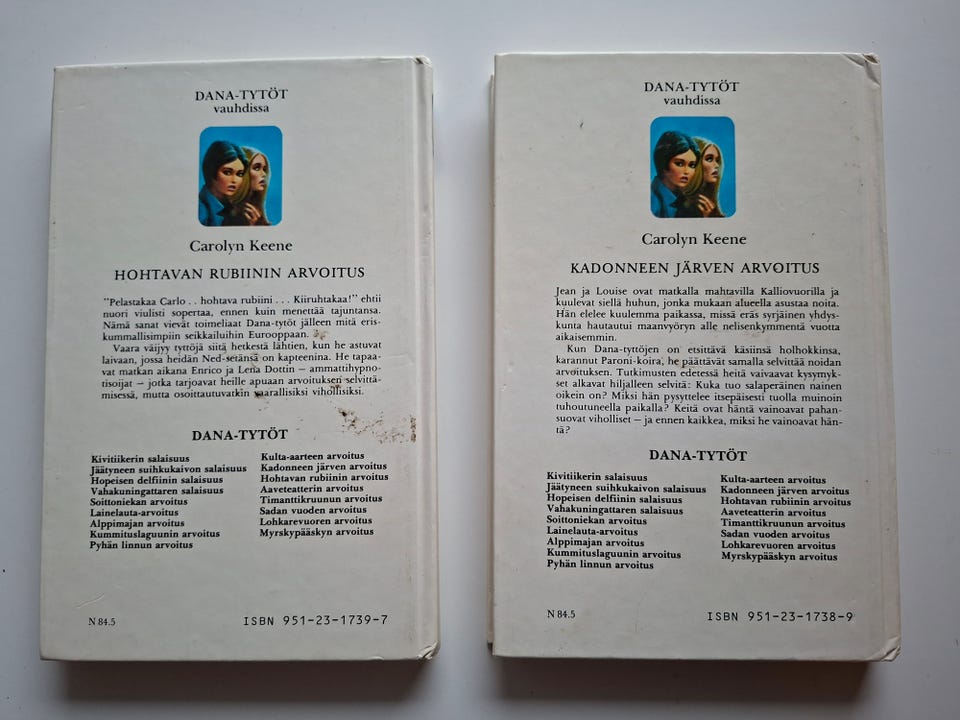 DANA-TYTÖT
vauhdissa
Carolyn Keene
HOHTAVAN RUBIININ ARVOITUS
"Pelastakaa Carlo . . hohtava rubiini . . . Kiiruhtakaa!" ehtii
nuori viulisti sopertaa, ennen kuin menettää tajuntansa.
Nämä sanat vievät toimeliaat Dana-tytöt jälleen mitä eris-
kummallisimpiin seikkailuihin Eurooppaan.
Vaara väijyy tyttöjä siitä hetkestä lähtien, kun he astuvat
laivaan, jossa heidän Ned-setänsä on kapteenina. He tapaa-
vat matkan aikana Enrico ja Lena Dottin – ammattihypno-
tisoijat – jotka tarjoavat heille apuaan arvoituksen selvittä-
misessä, mutta osoittautuvatkin vaarallisiksi vihollisiksi.
DANA-TYTÖT
Kivitiikerin salaisuus
Jäätyneen suihkukaivon salaisuus
Hopeisen delfiinin salaisuus
Vahakuningattaren salaisuus
Soittoniekan arvoitus
Lainelauta-arvoitus
Alppimajan arvoitus
Kummituslaguunin arvoitus
Pyhän linnun arvoitus
Kulta-aarteen arvoitus
Kadonneen järven arvoitus
Hohtavan rubiinin arvoitus
Aaveteatterin arvoitus
Timanttikruunun arvoitus
Sadan vuoden arvoitus
Lohkarevuoren arvoitus
Myrskypääskyn arvoitus
N 84.5
ISBN 951-23-1739-7
DANA-TYTÖT
vauhdissa
Carolyn Keene
KADONNEEN JÄRVEN ARVOITUS
Jean ja Louise ovat matkalla mahtavilla Kalliovuorilla ja
kuulevat siellä huhun, jonka mukaan alueella asustaa noita.
Hän elelee kuulemma paikassa, missä eräs syrjäinen yhdys-
kunta hautautui maanvyöryn alle nelisenkymmentä vuotta
aikaisemmin.
Kun Dana-tyttöjen on etsittävä käsiinsä holhokkinsa,
karannut Paroni-koira, he päättävät samalla selvittää noidan
arvoituksen. Tutkimusten edetessä heitä vaivaavat kysymyk-
set alkavat hiljalleen selvitä: Kuka tuo salaperäinen nainen
oikein on? Miksi hän pysyttelee itsepäisesti tuolla muinoin
tuhoutuneella paikalla? Keitä ovat häntä vainoavat pahan-
suovat viholliset – ja ennen kaikkea, miksi he vainoavat hän-
tä?
DANA-TYTÖT
Kivitiikerin salaisuus
Jäätyneen suihkukaivon salaisuus
Hopeisen delfiinin salaisuus
Vahakuningattaren salaisuus
Soittoniekan arvoitus
Lainelauta-arvoitus
Alppimajan arvoitus
Kummituslaguunin arvoitus
Pyhän linnun arvoitus
Kulta-aarteen arvoitus
Kadonneen järven arvoitus
Hohtavan rubiinin arvoitus
Aaveteatterin arvoitus
Timanttikruunun arvoitus
Sadan vuoden arvoitus
Lohkarevuoren arvoitus
Myrskypääskyn arvoitus
N 84.5
ISBN 951-23-1738-9